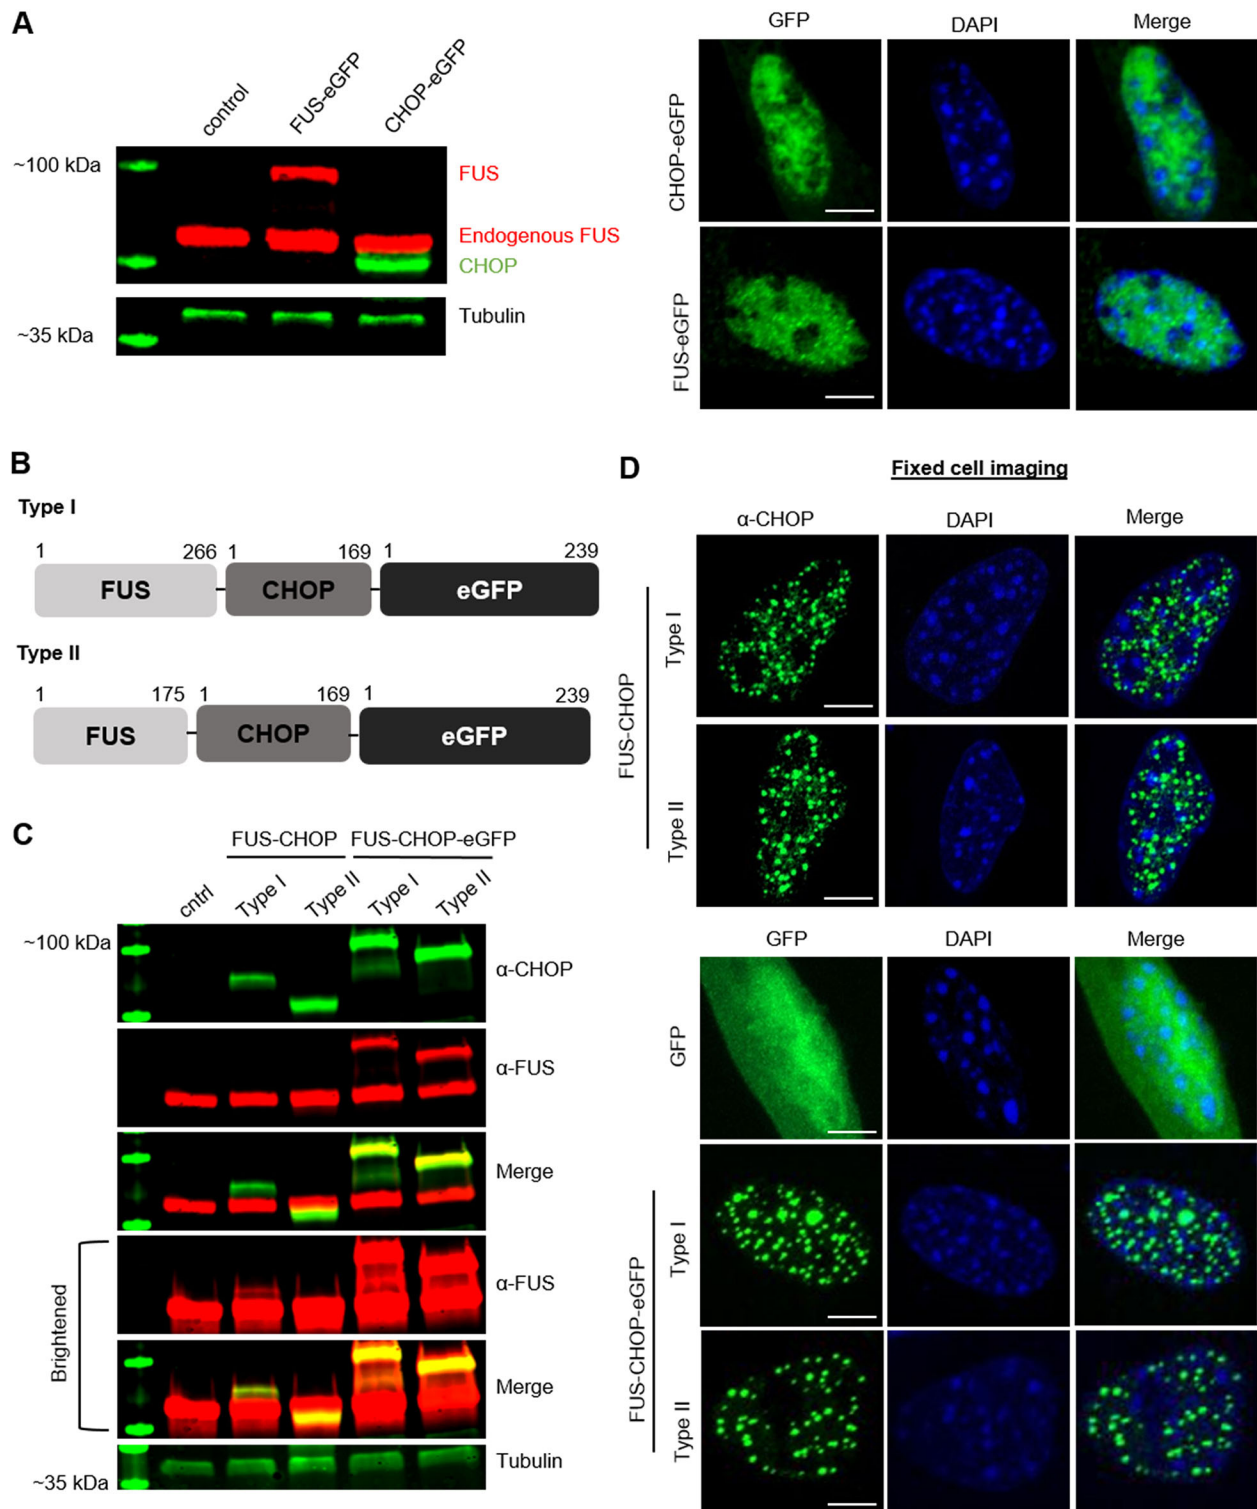 A
control
FUS-eGFP
CHOP-eGFP
~100 kDa
FUS
Endogenous FUS
CHOP
Tubulin
~35 kDa
GFP
DAPI
Merge
CHOP-eGFP
FUS-eGFP
B
Type I
1
266
1
169
1
239
FUS
CHOP
eGFP
Type II
1
175
1
169
1
239
FUS
CHOP
eGFP
C
FUS-CHOP
FUS-CHOP-eGFP
cntrl
Type I
Type II
Type I
Type II
~100 kDa
α-CHOP
α-FUS
Merge
Brightened
α-FUS
Merge
Tubulin
~35 kDa
D
Fixed cell imaging
α-CHOP
DAPI
Merge
FUS-CHOP
Type I
Type II
GFP
DAPI
Merge
GFP
FUS-CHOP-eGFP
Type I
Type II